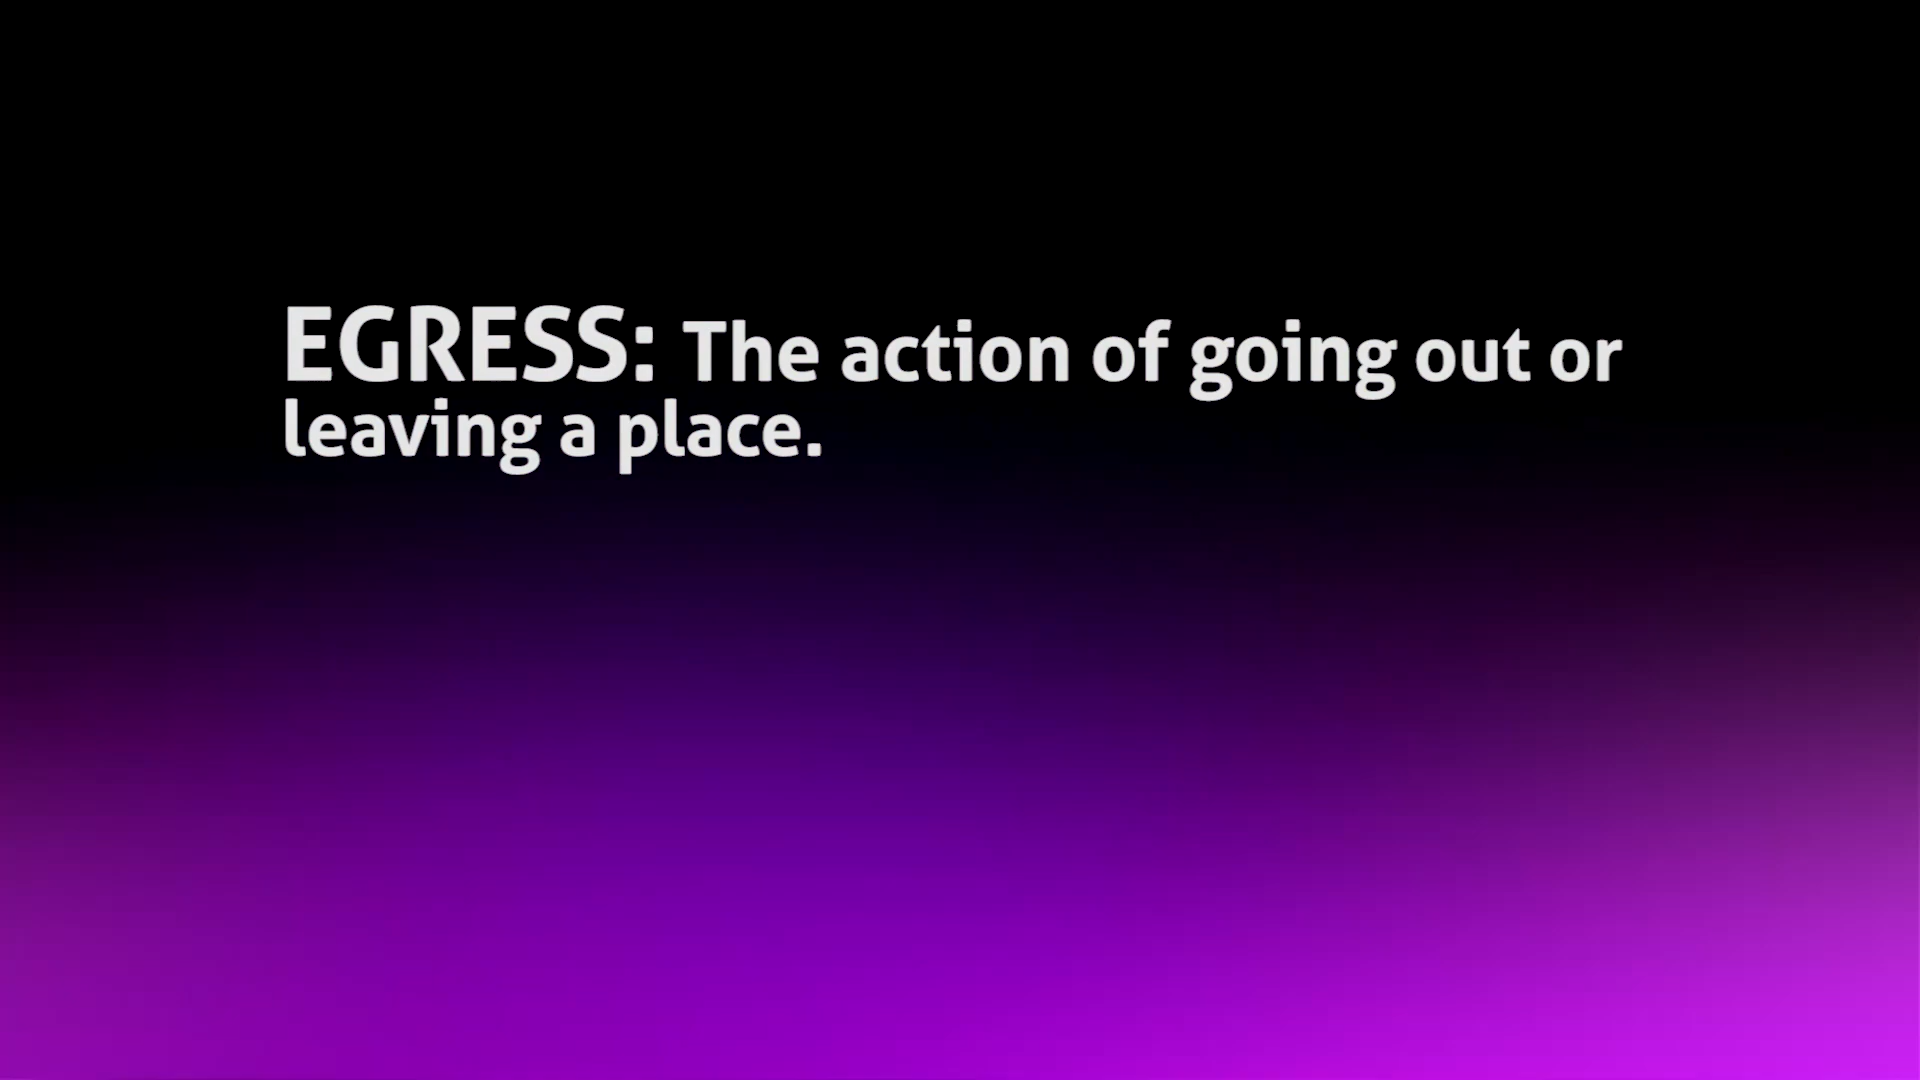 EGRESS: The action of going out or
leaving a place.